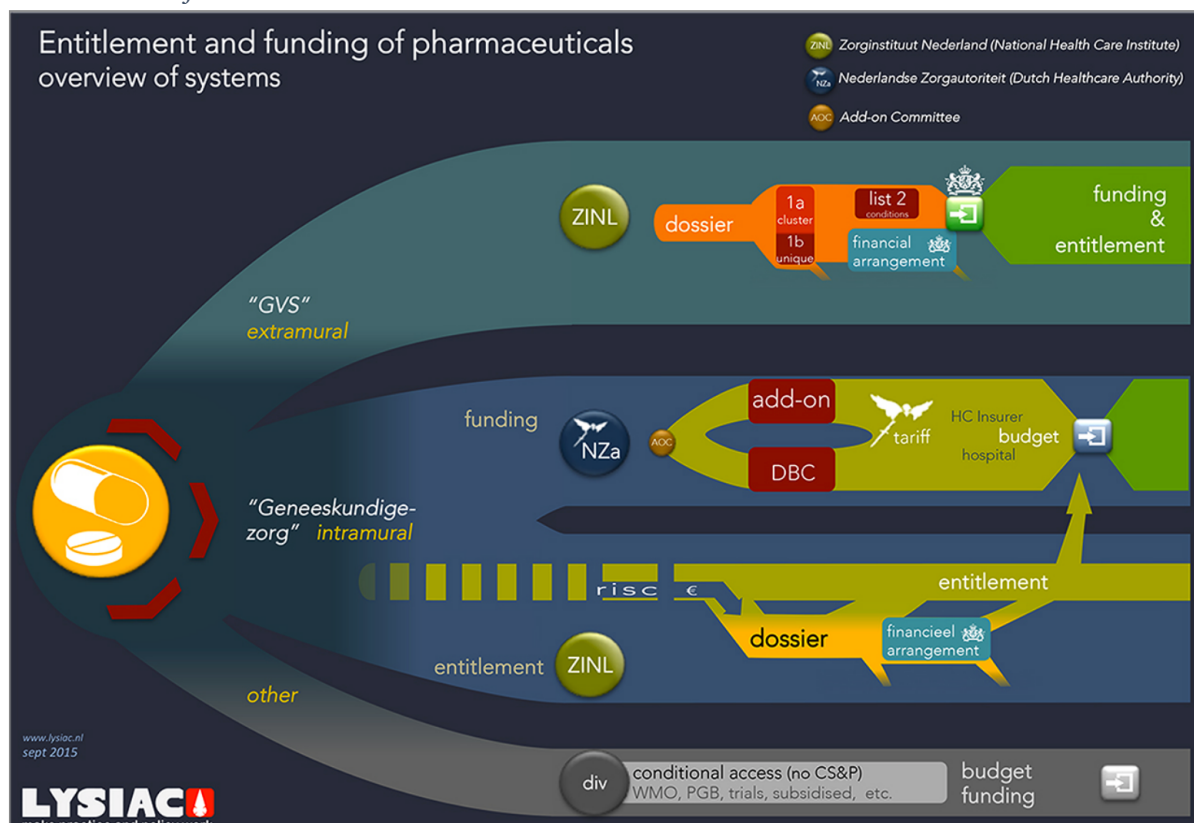 Entitlement and funding of pharmaceuticals
overview of systems
ZINL Zorginstituut Nederland (National Health Care Institute)
NZa Nederlandse Zorgautoriteit (Dutch Healthcare Authority)
AOC Add-on Committee
ZINL
dossier
1a
cluster
1b
unique
list 2
conditions
financial
arrangement
funding
&
entitlement
"GVS"
extramural
funding
NZa
AOC
add-on
DBC
tariff
HC Insurer
budget
hospital
"Geneeskundige-
zorg" intramural
risc €
entitlement
dossier
financieel
arrangement
entitlement
ZINL
other
www.lysiac.nl
sept 2015
div
conditional access (no CS&P)
WMO, PGB, trials, subsidised, etc.
budget
funding
LYSIAC